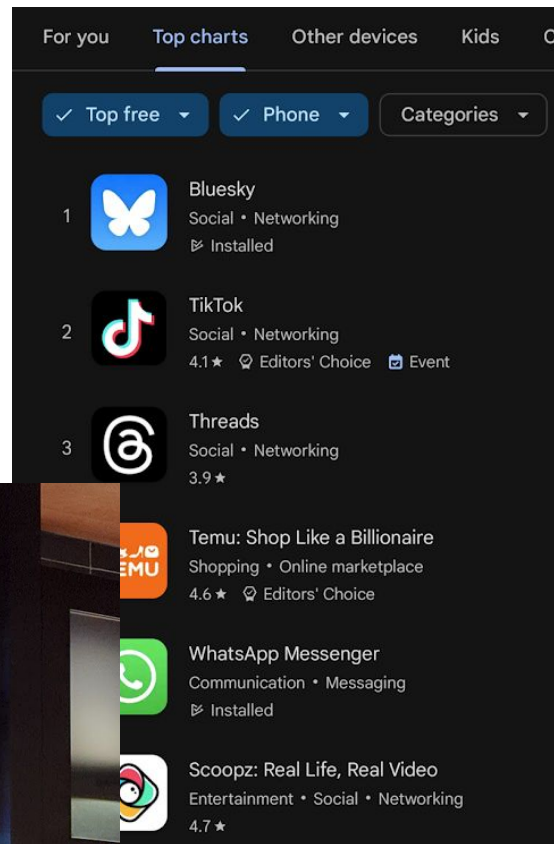 For you Top charts Other devices Kids
Top free Phone Categories
1 Bluesky
Social • Networking
Installed
2 TikTok
Social • Networking
4.1★ Editors' Choice Event
3 Threads
Social • Networking
3.9★
Temu: Shop Like a Billionaire
EMU
Shopping • Online marketplace
4.6★ Editors' Choice
WhatsApp Messenger
Communication • Messaging
Installed
Scoopz: Real Life, Real Video
Entertainment • Social • Networking
4.7★